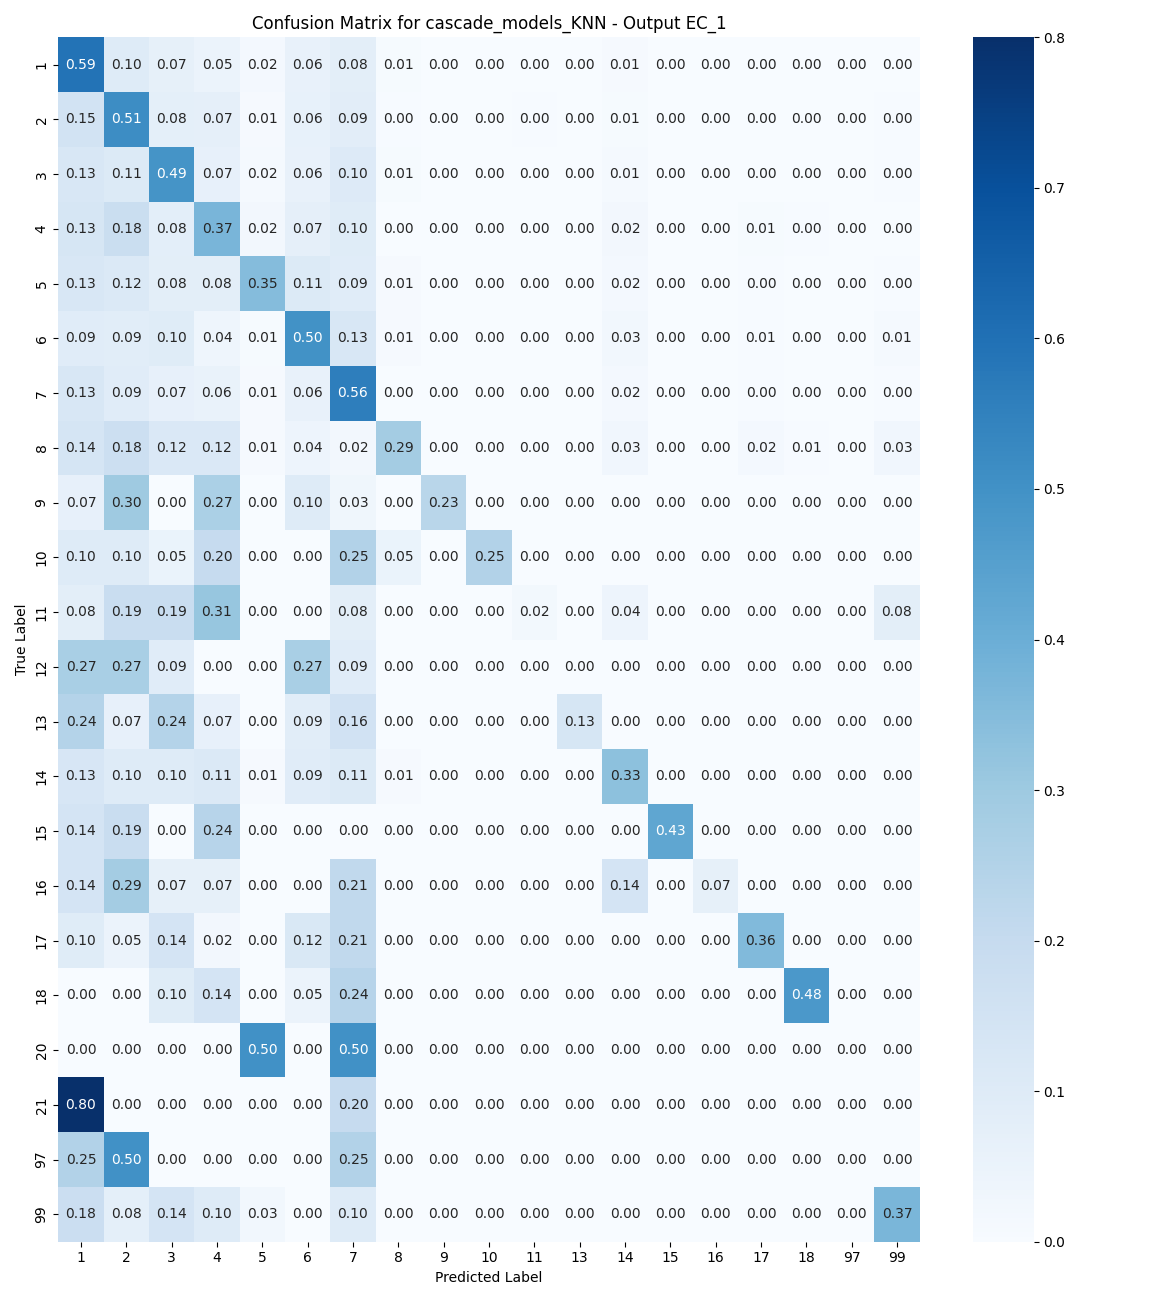 Confusion Matrix for cascade_models_KNN - Output EC_1
1 0.59 0.10 0.07 0.05 0.02 0.06 0.08 0.01 0.00 0.00 0.00 0.00 0.01 0.00 0.00 0.00 0.00 0.00 0.00
2 0.15 0.51 0.08 0.07 0.01 0.06 0.09 0.00 0.00 0.00 0.00 0.00 0.01 0.00 0.00 0.00 0.00 0.00 0.00
3 0.13 0.11 0.49 0.07 0.02 0.06 0.10 0.01 0.00 0.00 0.00 0.00 0.01 0.00 0.00 0.00 0.00 0.00 0.00
4 0.13 0.18 0.08 0.37 0.02 0.07 0.10 0.00 0.00 0.00 0.00 0.00 0.02 0.00 0.00 0.01 0.00 0.00 0.00
5 0.13 0.12 0.08 0.08 0.35 0.11 0.09 0.01 0.00 0.00 0.00 0.00 0.02 0.00 0.00 0.00 0.00 0.00 0.00
6 0.09 0.09 0.10 0.04 0.01 0.50 0.13 0.01 0.00 0.00 0.00 0.00 0.03 0.00 0.00 0.01 0.00 0.00 0.01
7 0.13 0.09 0.07 0.06 0.01 0.06 0.56 0.00 0.00 0.00 0.00 0.00 0.02 0.00 0.00 0.00 0.00 0.00 0.00
8 0.14 0.18 0.12 0.12 0.01 0.04 0.02 0.29 0.00 0.00 0.00 0.00 0.03 0.00 0.00 0.02 0.01 0.00 0.03
9 0.07 0.30 0.00 0.27 0.00 0.10 0.03 0.00 0.23 0.00 0.00 0.00 0.00 0.00 0.00 0.00 0.00 0.00 0.00
10 0.10 0.10 0.05 0.20 0.00 0.00 0.25 0.05 0.00 0.25 0.00 0.00 0.00 0.00 0.00 0.00 0.00 0.00 0.00
11 0.08 0.19 0.19 0.31 0.00 0.00 0.08 0.00 0.00 0.00 0.02 0.00 0.04 0.00 0.00 0.00 0.00 0.00 0.08
12 0.27 0.27 0.09 0.00 0.00 0.27 0.09 0.00 0.00 0.00 0.00 0.00 0.00 0.00 0.00 0.00 0.00 0.00 0.00
13 0.24 0.07 0.24 0.07 0.00 0.09 0.16 0.00 0.00 0.00 0.00 0.13 0.00 0.00 0.00 0.00 0.00 0.00 0.00
14 0.13 0.10 0.10 0.11 0.01 0.09 0.11 0.01 0.00 0.00 0.00 0.00 0.33 0.00 0.00 0.00 0.00 0.00 0.00
15 0.14 0.19 0.00 0.24 0.00 0.00 0.00 0.00 0.00 0.00 0.00 0.00 0.00 0.43 0.00 0.00 0.00 0.00 0.00
16 0.14 0.29 0.07 0.07 0.00 0.00 0.21 0.00 0.00 0.00 0.00 0.00 0.14 0.00 0.07 0.00 0.00 0.00 0.00
17 0.10 0.05 0.14 0.02 0.00 0.12 0.21 0.00 0.00 0.00 0.00 0.00 0.00 0.00 0.00 0.36 0.00 0.00 0.00
18 0.00 0.00 0.10 0.14 0.00 0.05 0.24 0.00 0.00 0.00 0.00 0.00 0.00 0.00 0.00 0.00 0.48 0.00 0.00
20 0.00 0.00 0.00 0.00 0.50 0.00 0.50 0.00 0.00 0.00 0.00 0.00 0.00 0.00 0.00 0.00 0.00 0.00 0.00
21 0.80 0.00 0.00 0.00 0.00 0.00 0.20 0.00 0.00 0.00 0.00 0.00 0.00 0.00 0.00 0.00 0.00 0.00 0.00
97 0.25 0.50 0.00 0.00 0.00 0.00 0.25 0.00 0.00 0.00 0.00 0.00 0.00 0.00 0.00 0.00 0.00 0.00 0.00
99 0.18 0.08 0.14 0.10 0.03 0.00 0.10 0.00 0.00 0.00 0.00 0.00 0.00 0.00 0.00 0.00 0.00 0.00 0.37
1 2 3 4 5 6 7 8 9 10 11 13 14 15 16 17 18 97 99
Predicted Label
True Label
0.8
0.7
0.6
0.5
0.4
0.3
0.2
0.1
0.0